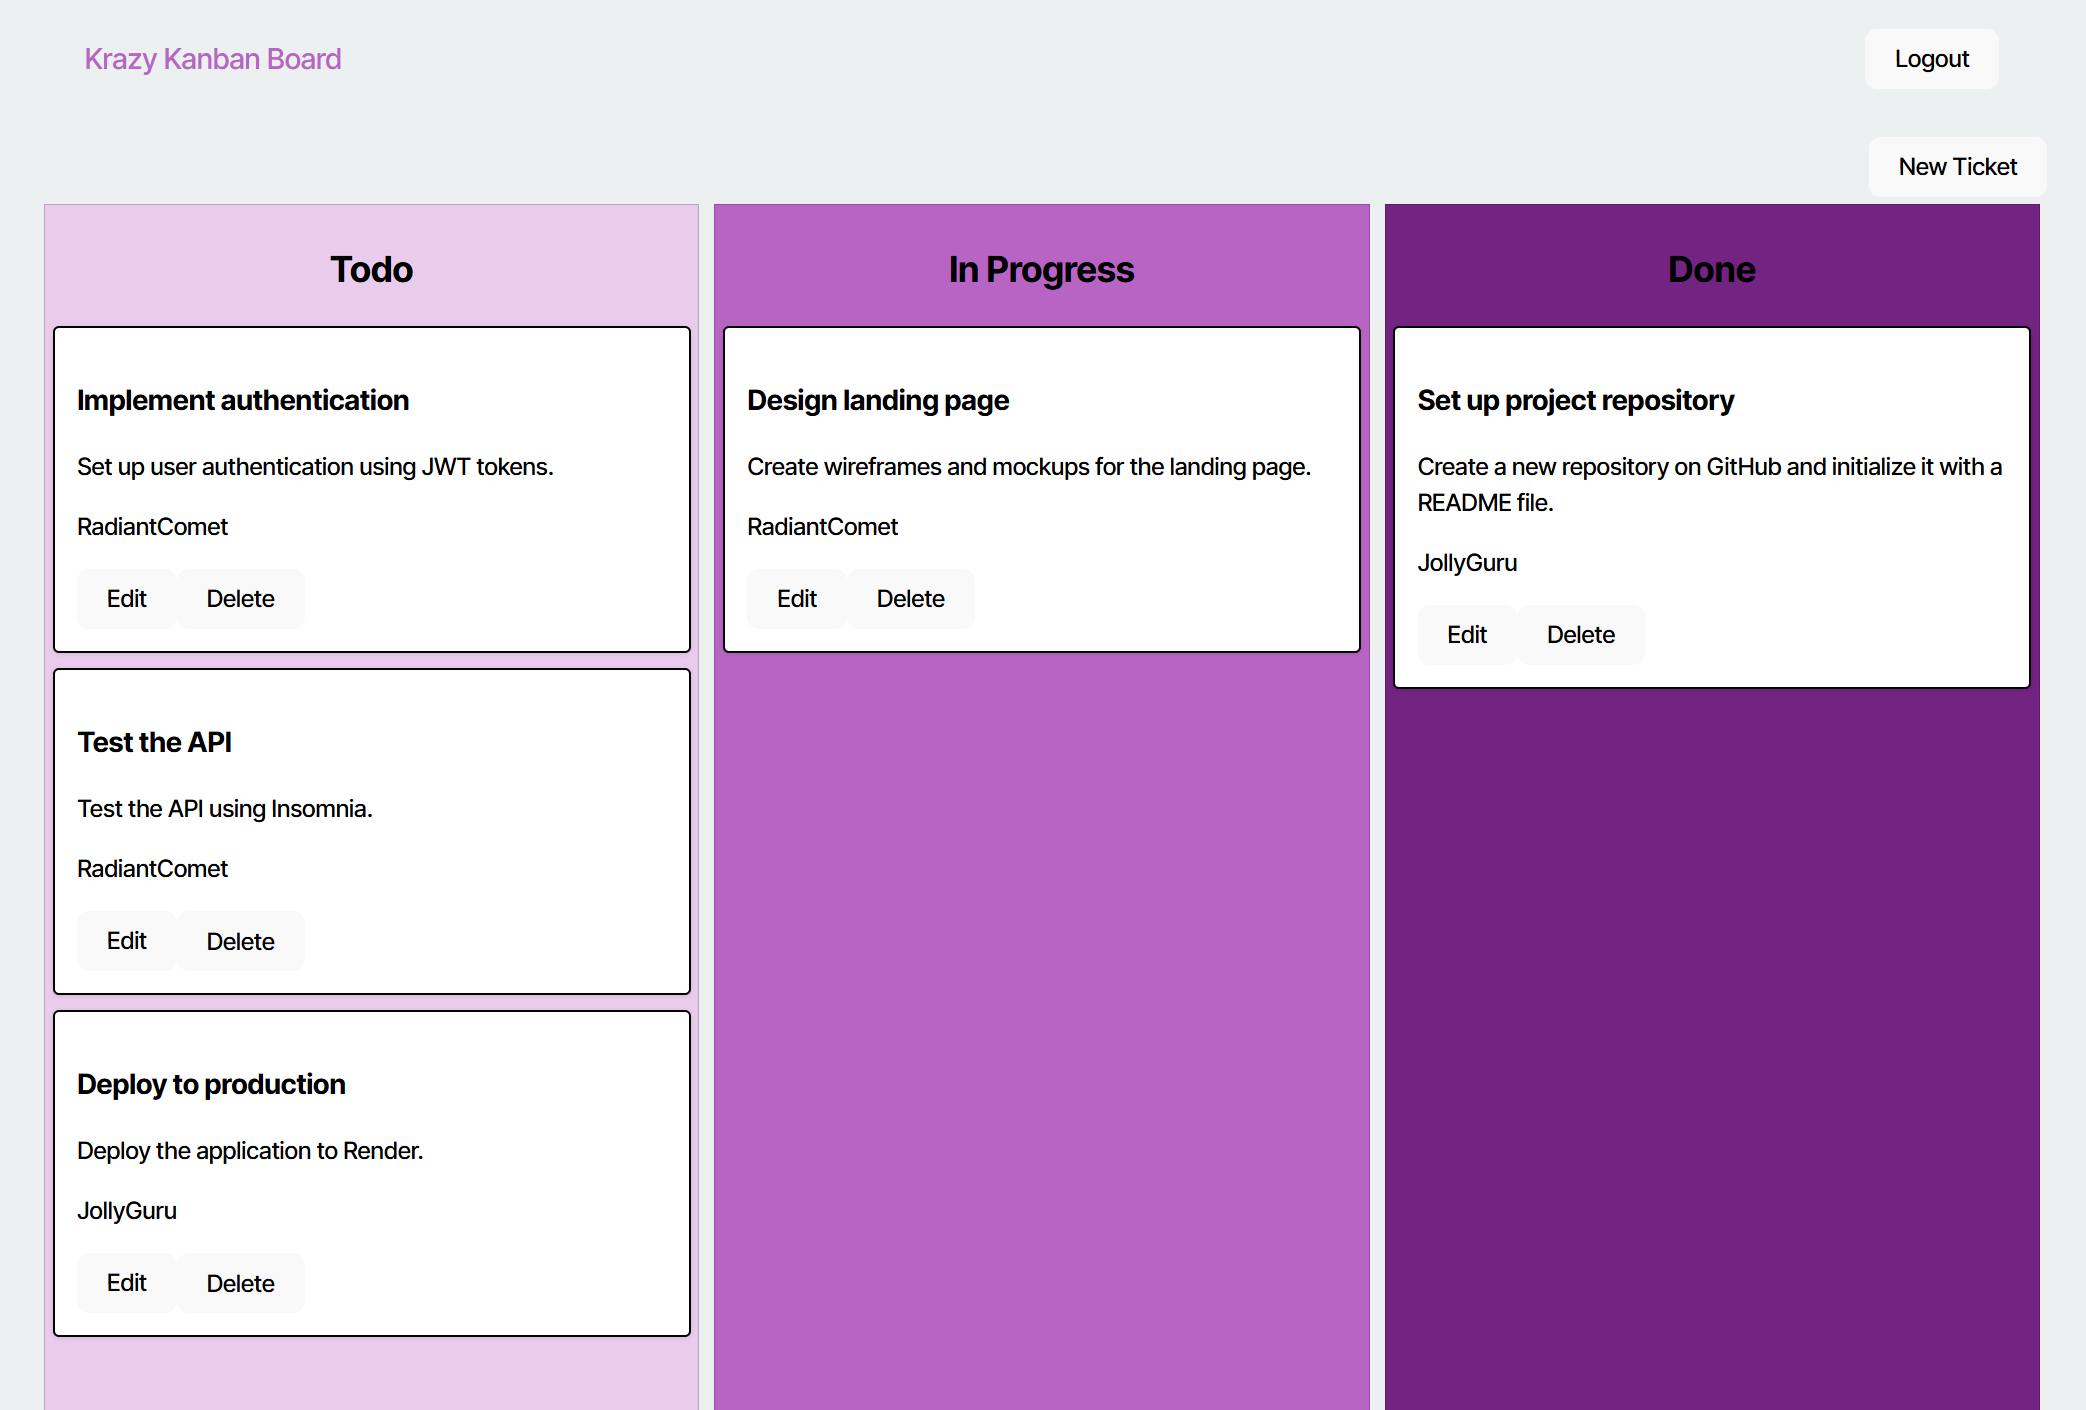 Krazy Kanban Board
Logout
New Ticket
Todo
Implement authentication
Set up user authentication using JWT tokens.
RadiantComet
Edit Delete
Test the API
Test the API using Insomnia.
RadiantComet
Edit Delete
Deploy to production
Deploy the application to Render.
JollyGuru
Edit Delete
In Progress
Design landing page
Create wireframes and mockups for the landing page.
RadiantComet
Edit Delete
Done
Set up project repository
Create a new repository on GitHub and initialize it with a
README file.
JollyGuru
Edit Delete